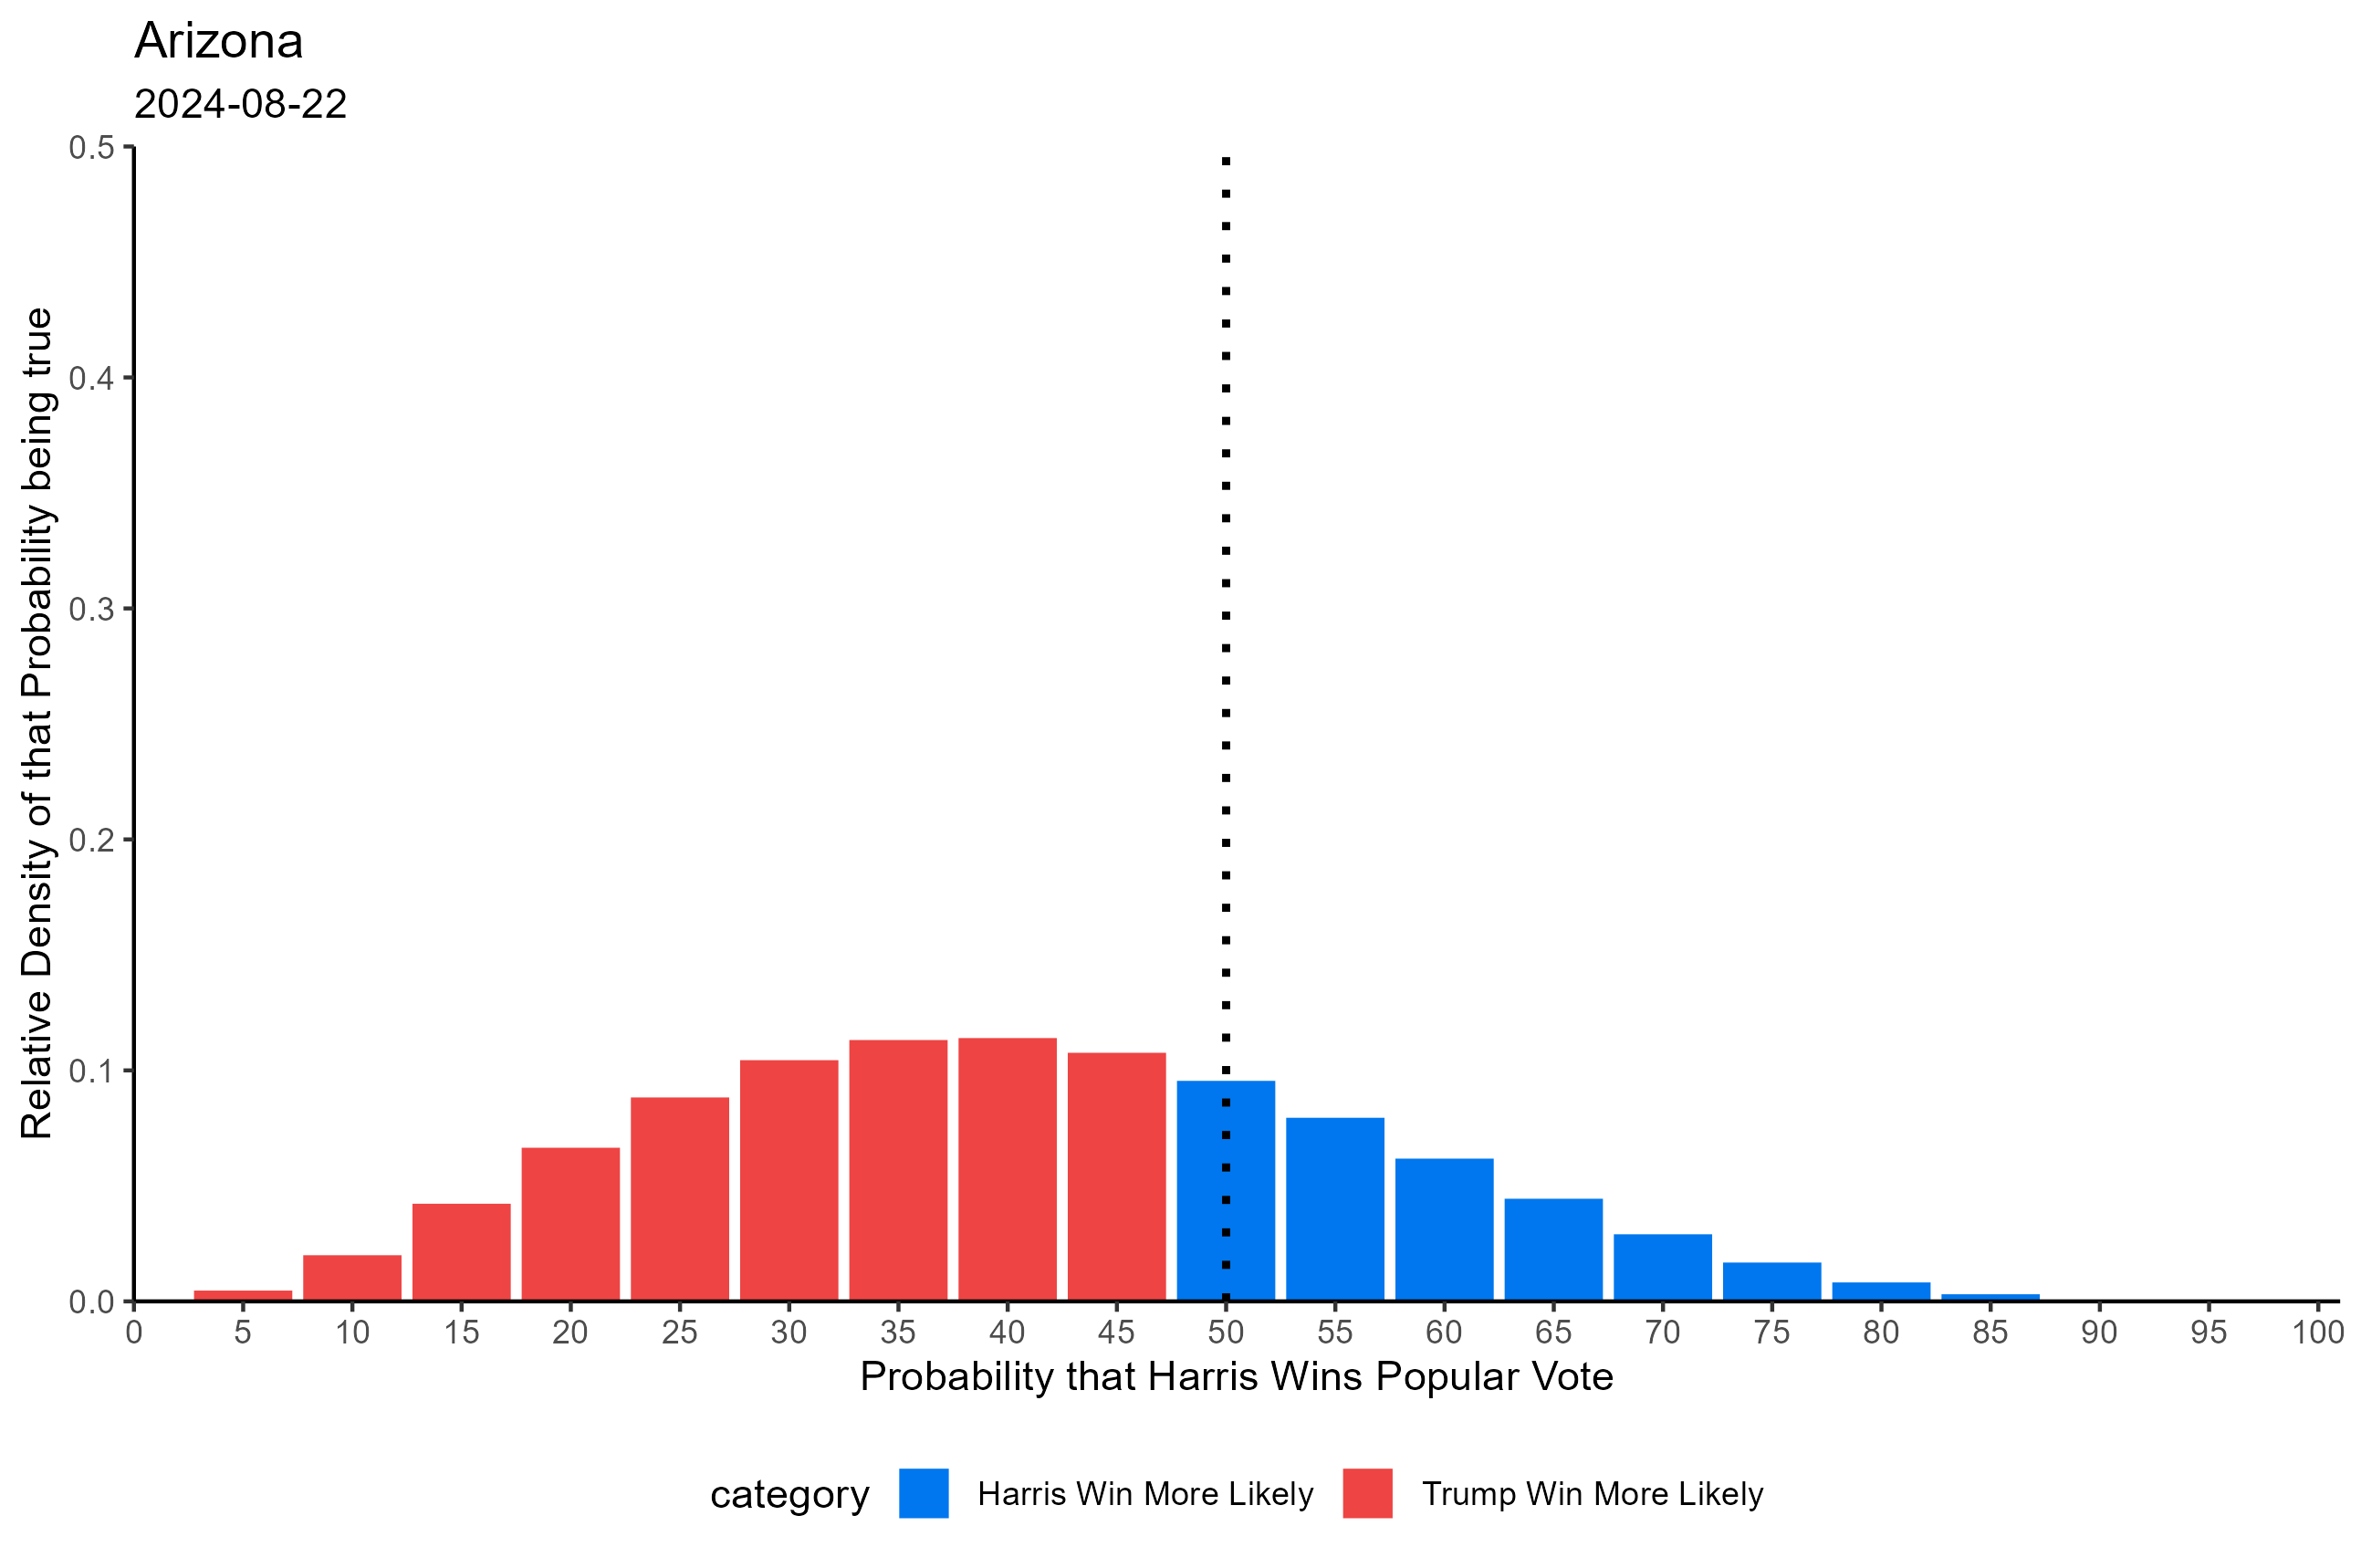 Arizona
2024-08-22
Relative Density of that Probability being true
0.5
0.4
0.3
0.2
0.1
0.0
0 5 10 15 20 25 30 35 40 45 50 55 60 65 70 75 80 85 90 95 100
Probability that Harris Wins Popular Vote
category Harris Win More Likely Trump Win More Likely